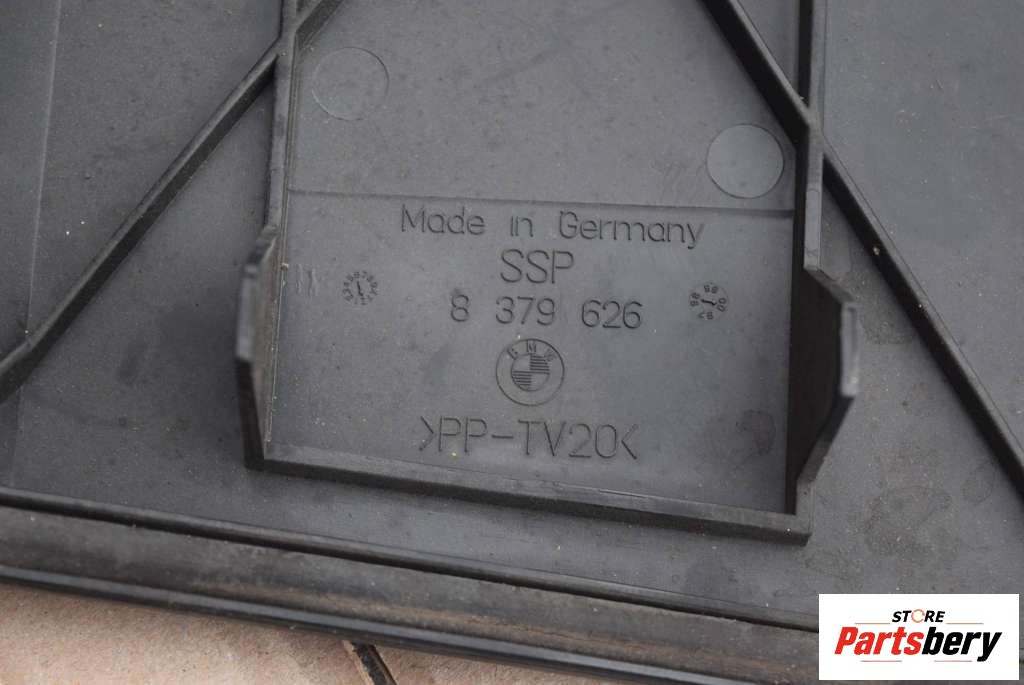 Made in Germany
SSP
8 379 626
BMW
>PP-TV20<
STORE
Partsbery